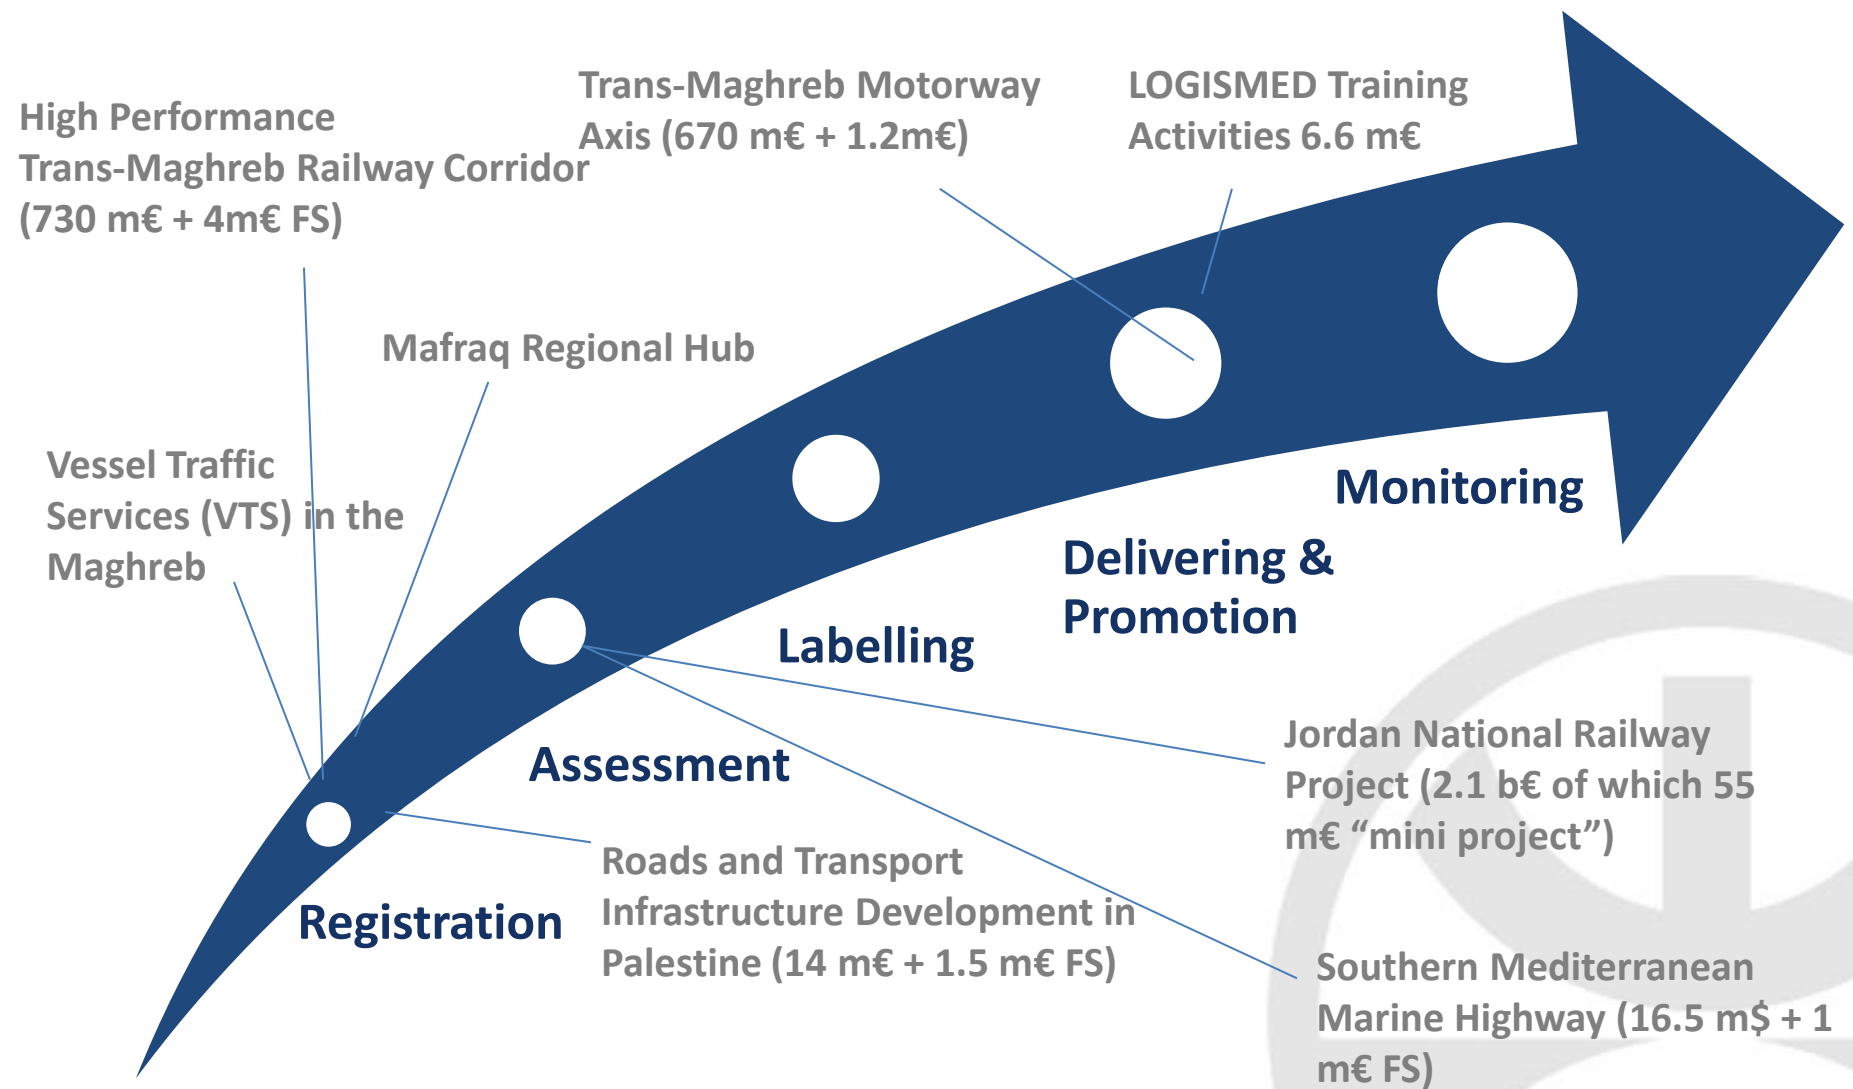 High Performance
Trans-Maghreb Railway Corridor
(730 m€ + 4m€ FS)
Trans-Maghreb Motorway
Axis (670 m€ + 1.2m€)
LOGISMED Training
Activities 6.6 m€
Mafraq Regional Hub
Vessel Traffic
Services (VTS) in the
Maghreb
Monitoring
Delivering &
Promotion
Labelling
Assessment
Registration
Jordan National Railway
Project (2.1 b€ of which 55
m€ “mini project”)
Roads and Transport
Infrastructure Development in
Palestine (14 m€ + 1.5 m€ FS)
Southern Mediterranean
Marine Highway (16.5 m$ + 1
m€ FS)